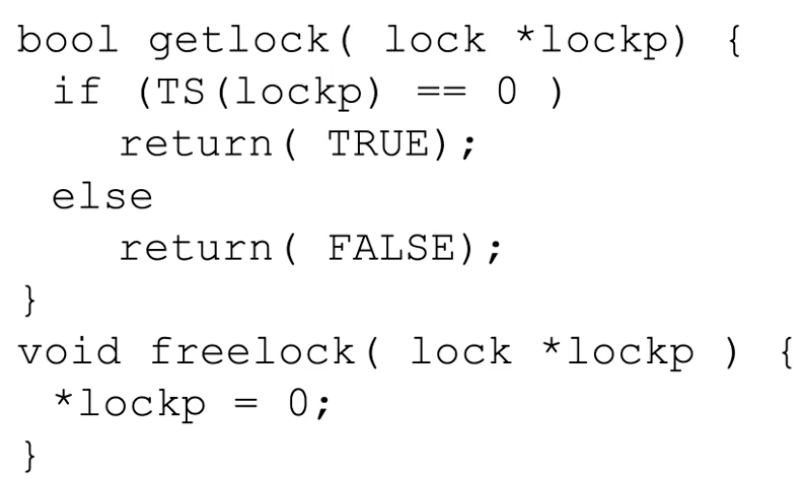 bool getlock( lock *lockp) {
  if (TS(lockp) == 0 )
     return( TRUE);
  else
     return( FALSE);
}
void freelock( lock *lockp ) {
  *lockp = 0;
}